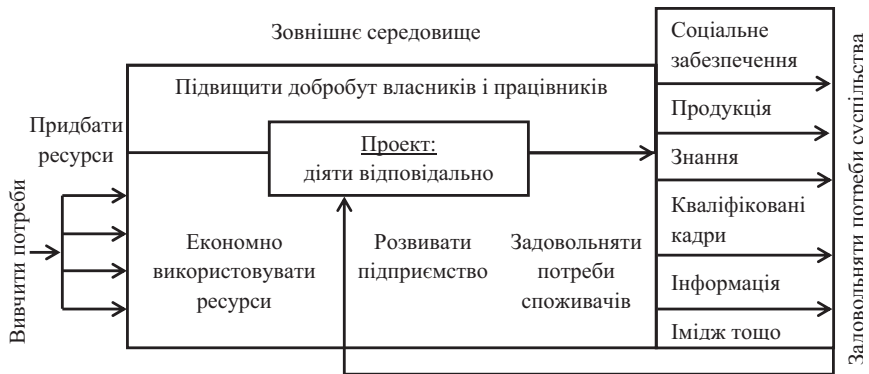 Зовнішнє середовище
Підвищити добробут власників і працівників
Придбати
ресурси
Проект:
діяти відповідально
Вивчити потреби
Економно
використовувати
ресурси
Розвивати
підприємство
Задовольняти
потреби
споживачів
Соціальне
забезпечення
Продукція
Знання
Кваліфіковані
кадри
Інформація
Імідж тощо
Задовольняти потреби суспільства